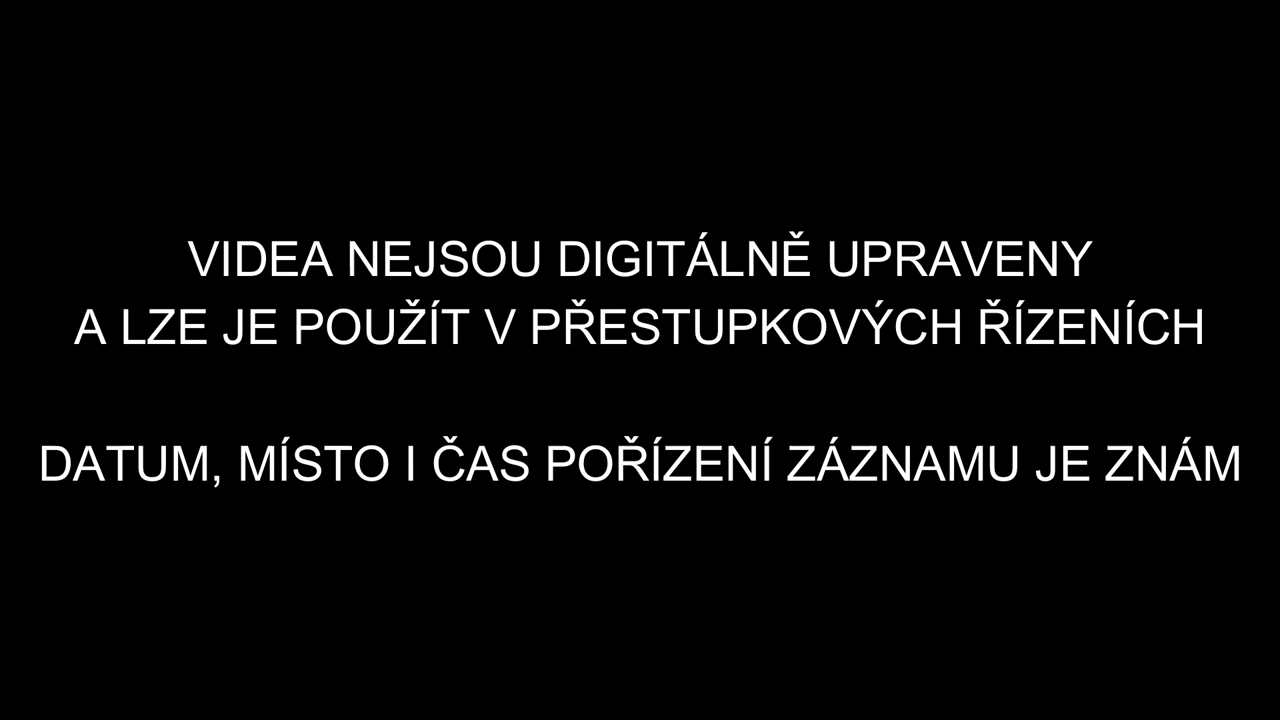 VIDEA NEJSOU DIGITÁLNĚ UPRAVENY
A LZE JE POUŽÍT V PŘESTUPKOVÝCH ŘÍZENÍCH
DATUM, MÍSTO I ČAS POŘÍZENÍ ZÁZNAMU JE ZNÁM